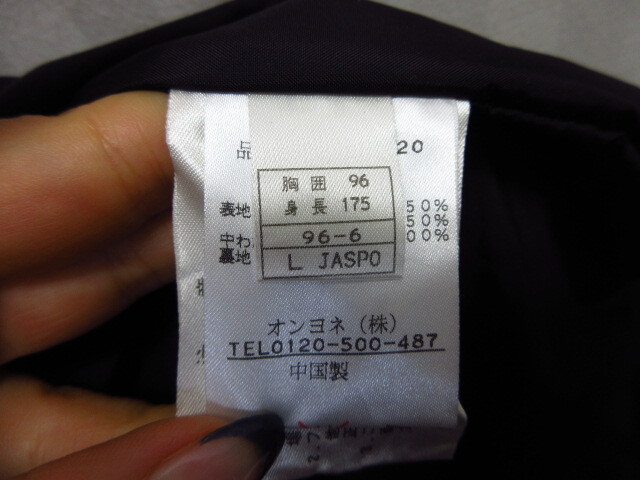 品 20
胸囲 96
身長 175
96-6
L JASPO
表地 50%
50%
中わ 00%
裏地
オンヨネ(株)
TEL0120-500-487
中国製